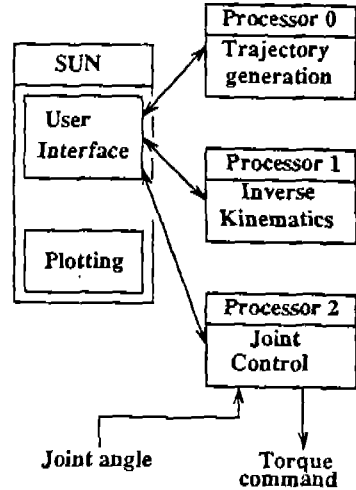 SUN
User
Interface
Plotting
Processor 0
Trajectory
generation
Processor 1
Inverse
Kinematics
Processor 2
Joint
Control
Joint angle
Torque
command